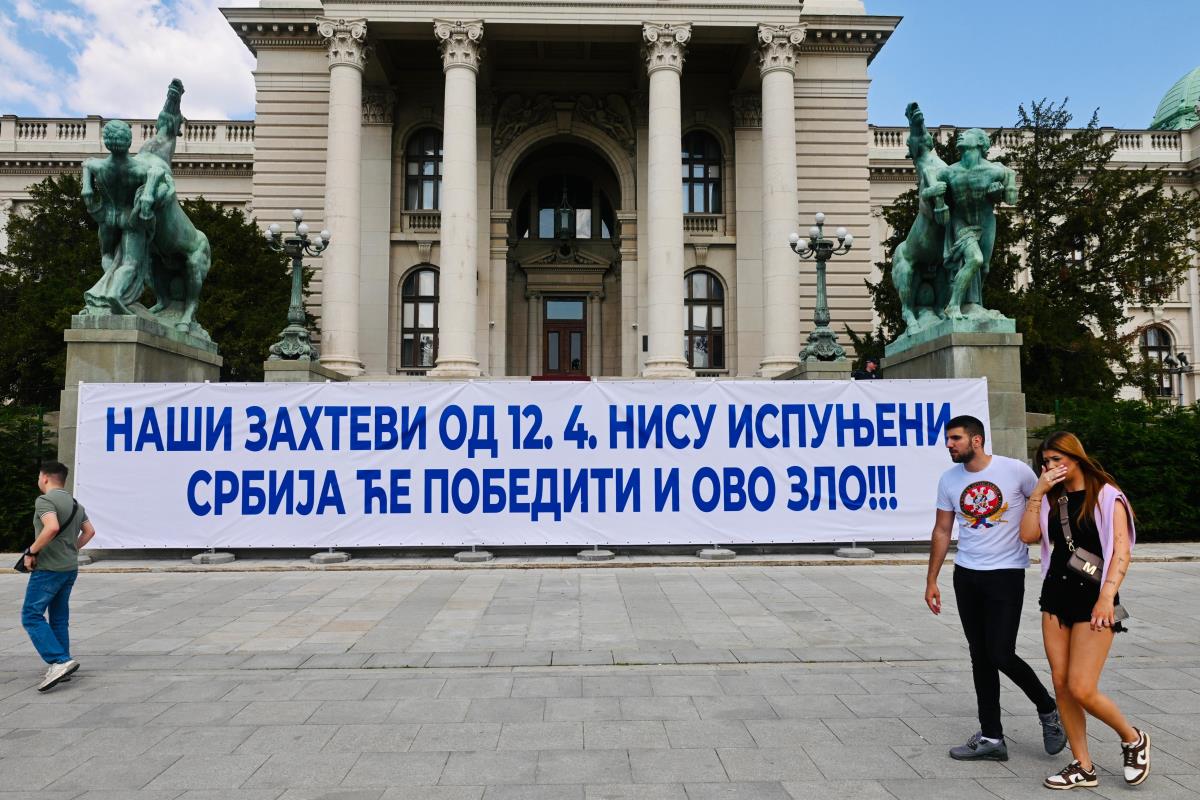 НАШИ ЗАХТЕВИ ОД 12. 4. НИСУ ИСПУЊЕНИ
СРБИЈА ЋЕ ПОБЕДИТИ И ОВО ЗЛО!!!
M